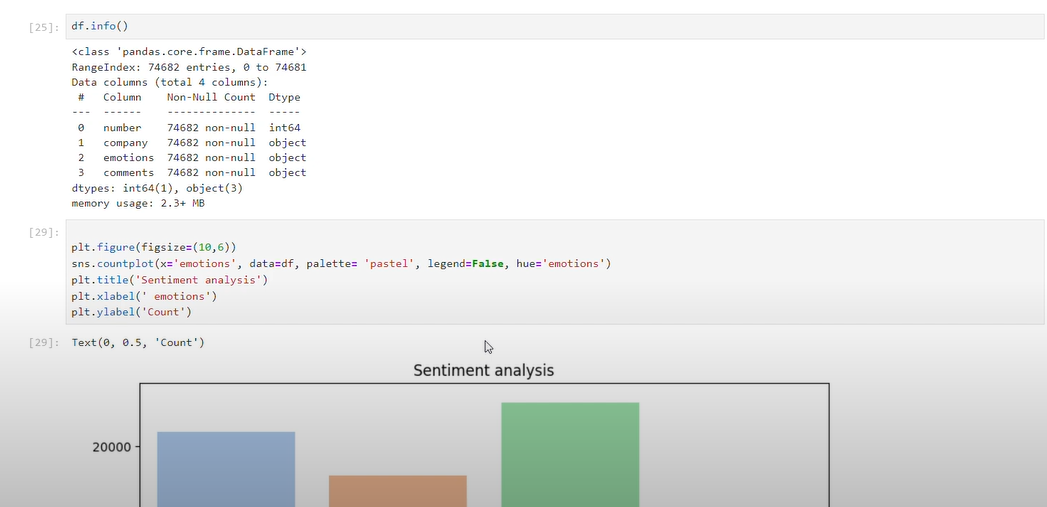 [25]: df.info()
<class 'pandas.core.frame.DataFrame'>
RangeIndex: 74682 entries, 0 to 74681
Data columns (total 4 columns):
 #   Column    Non-Null Count  Dtype
---  ------    --------------  -----
 0   number    74682 non-null  int64
 1   company   74682 non-null  object
 2   emotions  74682 non-null  object
 3   comments  74682 non-null  object
dtypes: int64(1), object(3)
memory usage: 2.3+ MB
[29]:
plt.figure(figsize=(10,6))
sns.countplot(x='emotions', data=df, palette= 'pastel', legend=False, hue='emotions')
plt.title('Sentiment analysis')
plt.xlabel(' emotions')
plt.ylabel('Count')
[29]: Text(0, 0.5, 'Count')
Sentiment analysis
20000